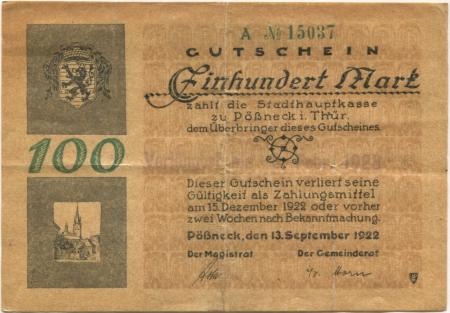 A № 15037
GUTSCHEIN
Einhundert Mark
zahlt die Stadthauptkasse
zu Pößneck i. Thür.
dem Überbringer dieses Gutscheines.
100
Dieser Gutschein verliert seine
Gültigkeit als Zahlungsmittel
am 15. Dezember 1922 oder vorher
zwei Wochen nach Bekanntmachung.
Pößneck, den 13. September 1922
Der Magistrat Der Gemeinderat